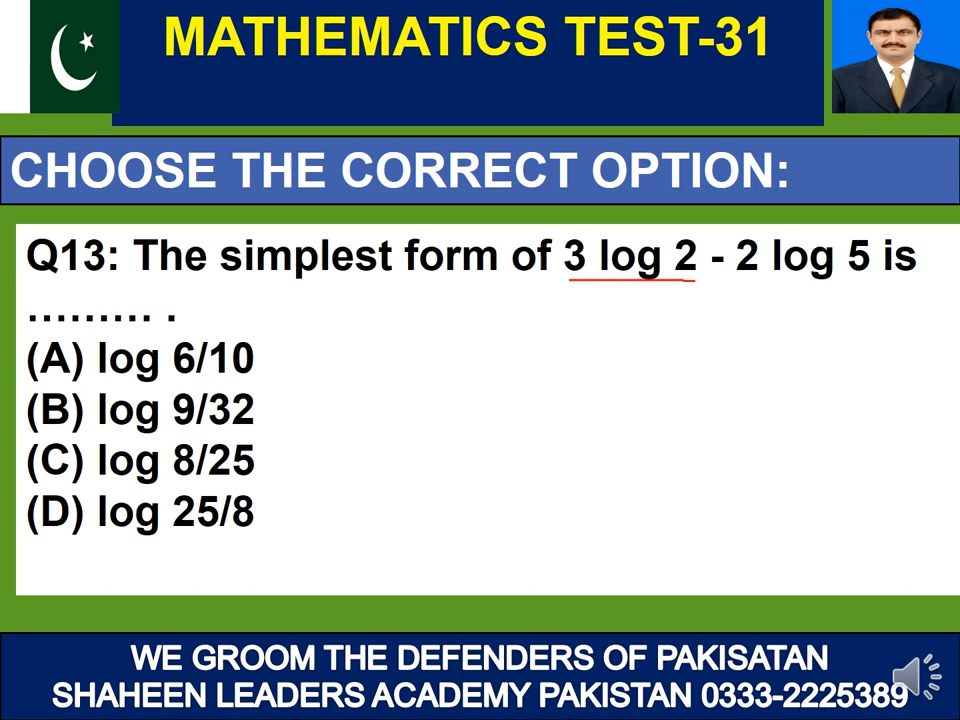 MATHEMATICS TEST-31
CHOOSE THE CORRECT OPTION:
Q13: The simplest form of 3 log 2 - 2 log 5 is
……… .
(A) log 6/10
(B) log 9/32
(C) log 8/25
(D) log 25/8
WE GROOM THE DEFENDERS OF PAKISATAN
SHAHEEN LEADERS ACADEMY PAKISTAN 0333-2225389